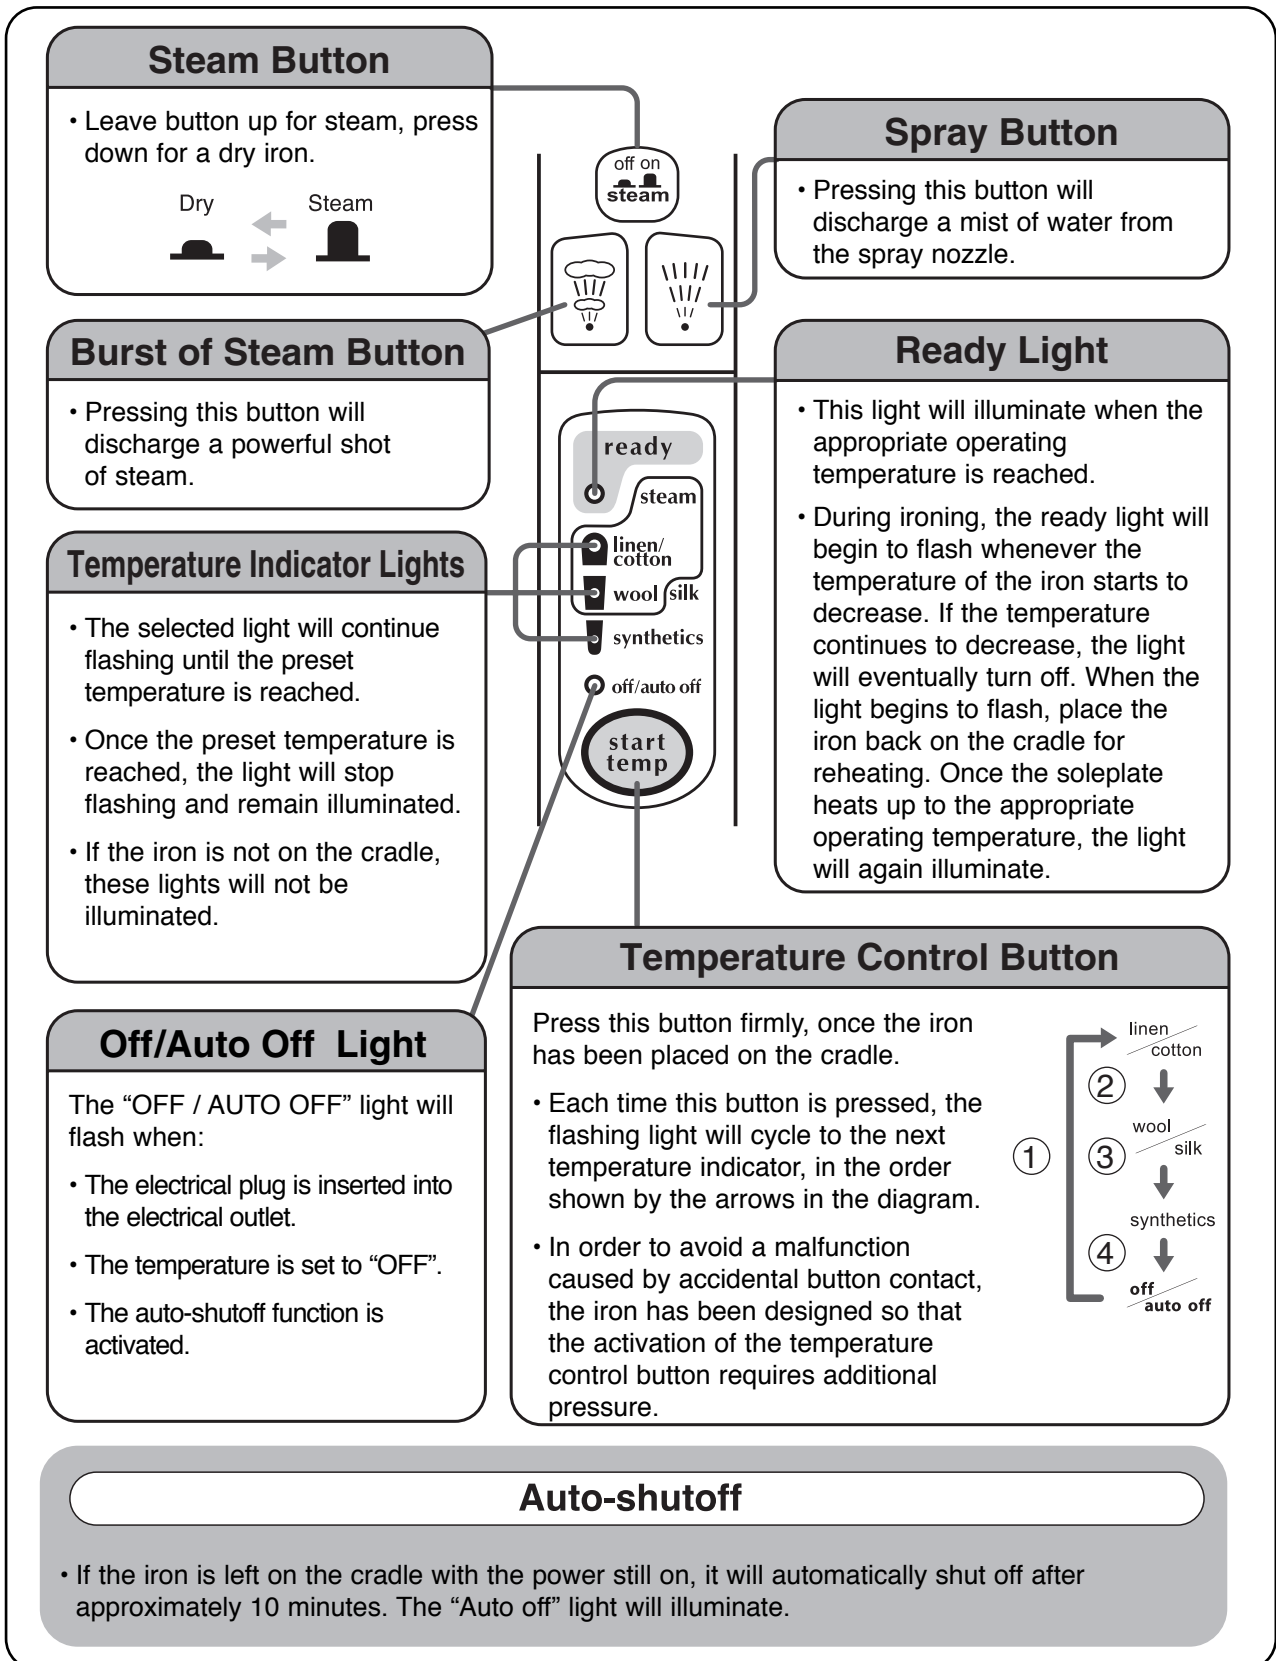 Steam Button
• Leave button up for steam, press
down for a dry iron.
Dry
Steam
Burst of Steam Button
• Pressing this button will
discharge a powerful shot
of steam.
Temperature Indicator Lights
• The selected light will continue
flashing until the preset
temperature is reached.
• Once the preset temperature is
reached, the light will stop
flashing and remain illuminated.
• If the iron is not on the cradle,
these lights will not be
illuminated.
Off/Auto Off Light
The “OFF / AUTO OFF” light will
flash when:
• The electrical plug is inserted into
the electrical outlet.
• The temperature is set to “OFF”.
• The auto-shutoff function is
activated.
off on
steam
ready
steam
linen/
cotton
wool/silk
synthetics
off/auto off
start
temp
Spray Button
• Pressing this button will
discharge a mist of water from
the spray nozzle.
Ready Light
• This light will illuminate when the
appropriate operating
temperature is reached.
• During ironing, the ready light will
begin to flash whenever the
temperature of the iron starts to
decrease. If the temperature
continues to decrease, the light
will eventually turn off. When the
light begins to flash, place the
iron back on the cradle for
reheating. Once the soleplate
heats up to the appropriate
operating temperature, the light
will again illuminate.
Temperature Control Button
Press this button firmly, once the iron
has been placed on the cradle.
• Each time this button is pressed, the
flashing light will cycle to the next
temperature indicator, in the order
shown by the arrows in the diagram.
• In order to avoid a malfunction
caused by accidental button contact,
the iron has been designed so that
the activation of the temperature
control button requires additional
pressure.
①
linen/
cotton
②
wool/
silk
③
synthetics
④
off/
auto off
Auto-shutoff
• If the iron is left on the cradle with the power still on, it will automatically shut off after
approximately 10 minutes. The “Auto off” light will illuminate.